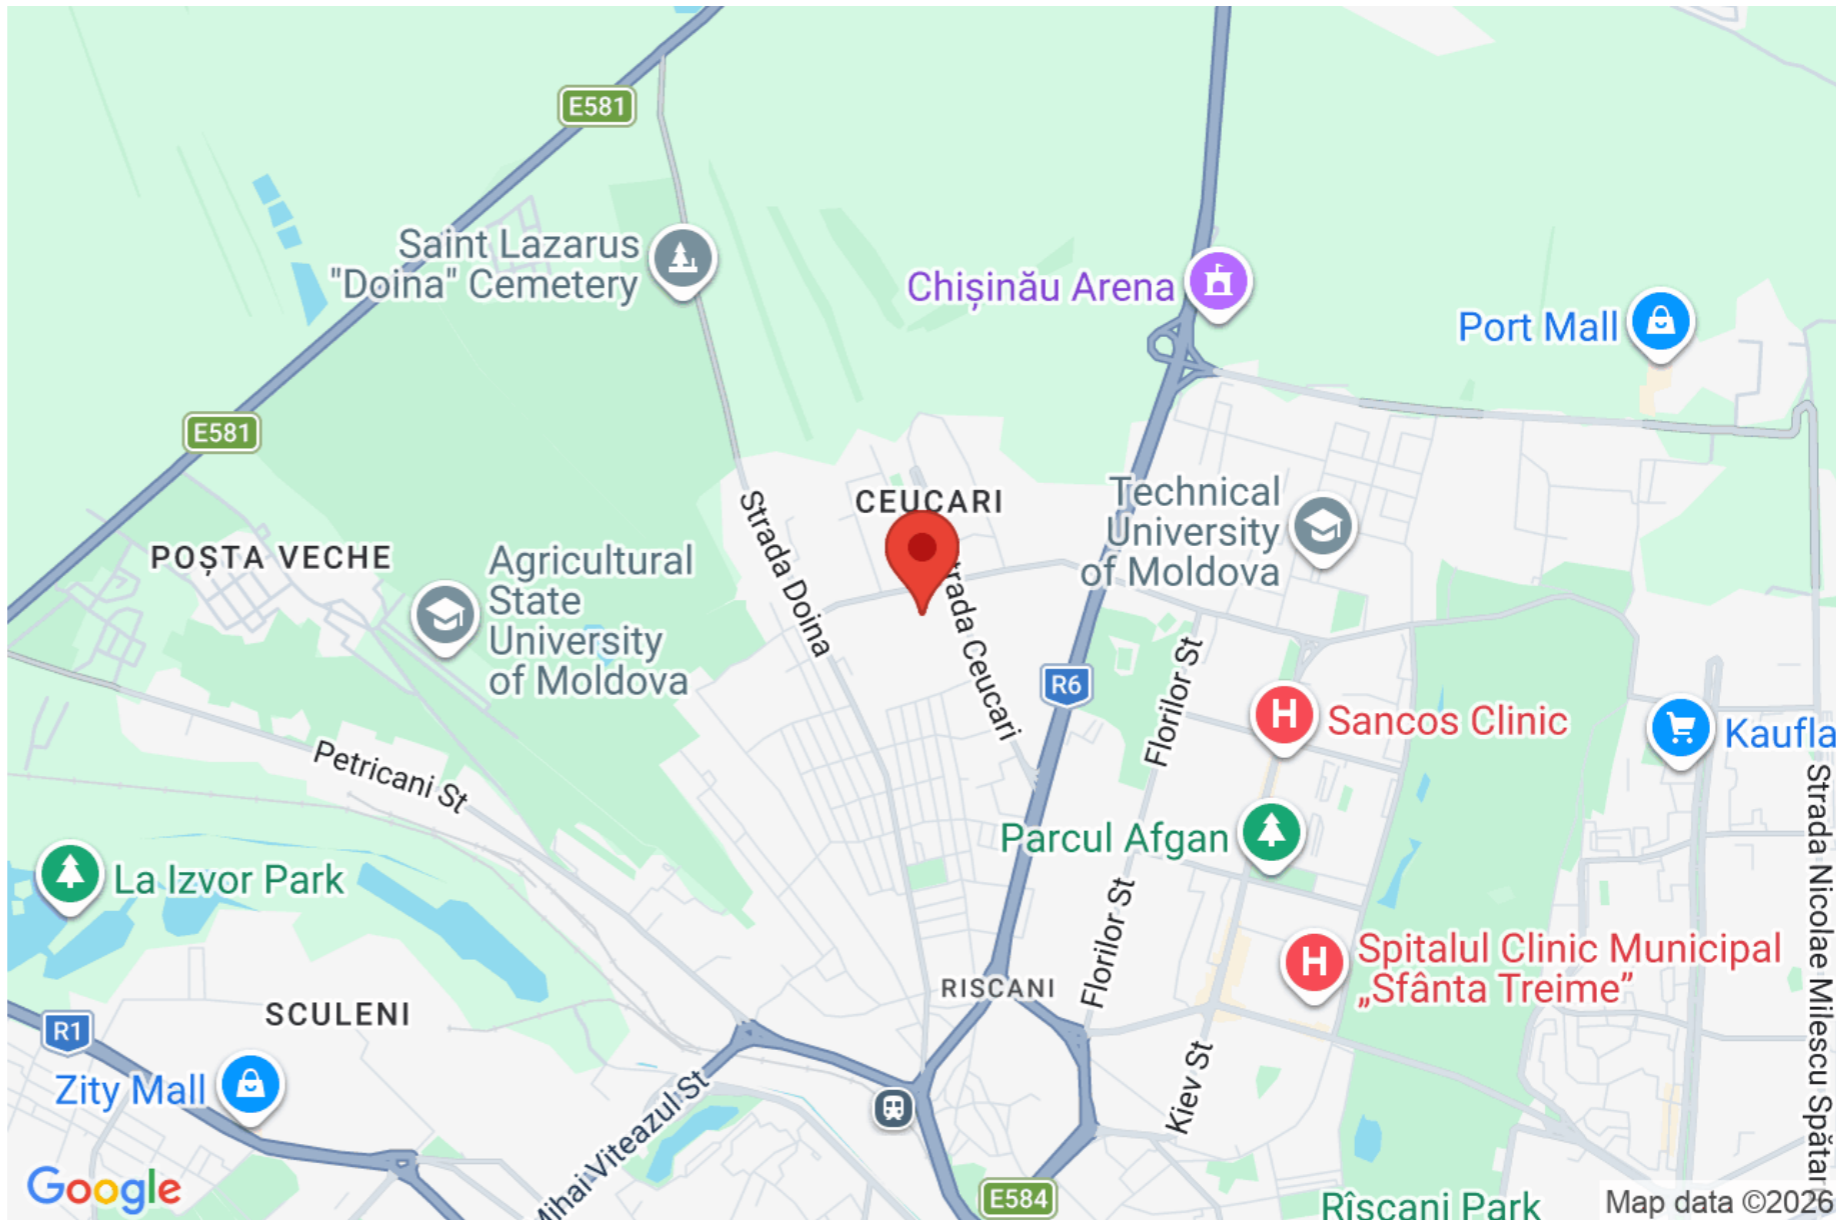 E581
Saint Lazarus
"Doina" Cemetery
Chișinău Arena
Port Mall
E581
CEUCARI
Strada Doina
Technical
University
of Moldova
POȘTA VECHE
Agricultural
State
University
of Moldova
trada Ceucari
R6
Florilor St
Sancos Clinic
Kaufla
Petricani St
Parcul Afgan
La Izvor Park
Florilor St
Strada Nicolae Milescu Spătar
Spitalul Clinic Municipal
„Sfânta Treime”
RISCANI
SCULENI
R1
Zity Mall
Kiev St
Mihai Viteazul St
Google
E584
Rîșcani Park
Map data ©2026